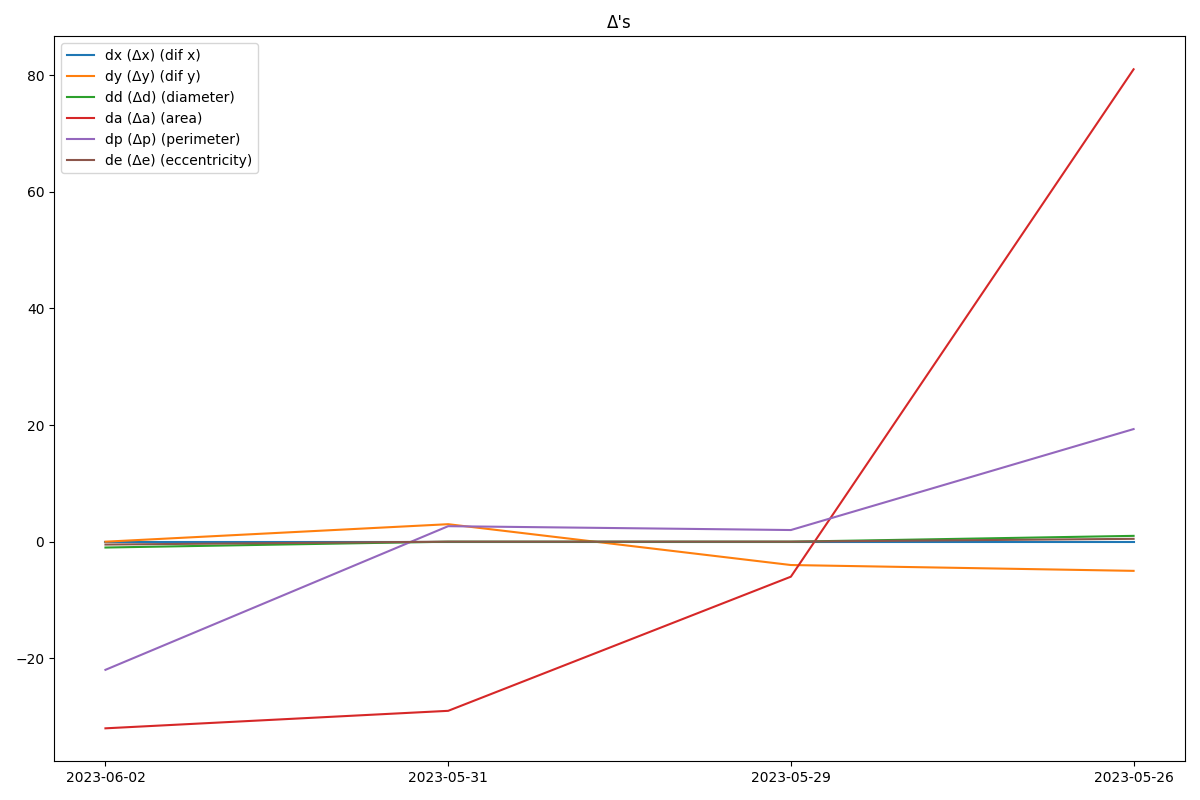 Δ's
dx (Δx) (dif x)
dy (Δy) (dif y)
dd (Δd) (diameter)
da (Δa) (area)
dp (Δp) (perimeter)
de (Δe) (eccentricity)
80
60
40
20
0
−20
2023-06-02 2023-05-31 2023-05-29 2023-05-26